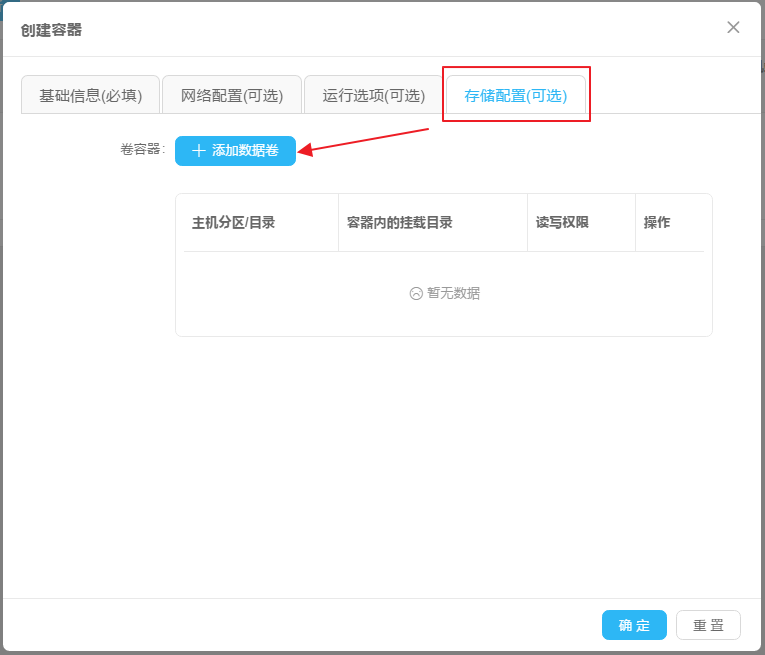 创建容器
基础信息(必填) 网络配置(可选) 运行选项(可选) 存储配置(可选)
卷容器: 添加数据卷
主机分区/目录 容器内的挂载目录 读写权限 操作
暂无数据
确 定 重 置